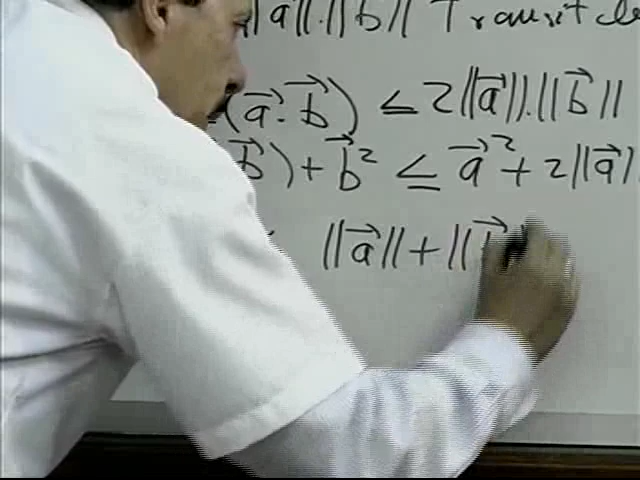 ||a||.||b|| Transit
(a⃗.b⃗) ≤ 2||a⃗||.||b⃗||
b⃗) + b⃗² ≤ a⃗² + 2||a⃗||
||a⃗|| + ||